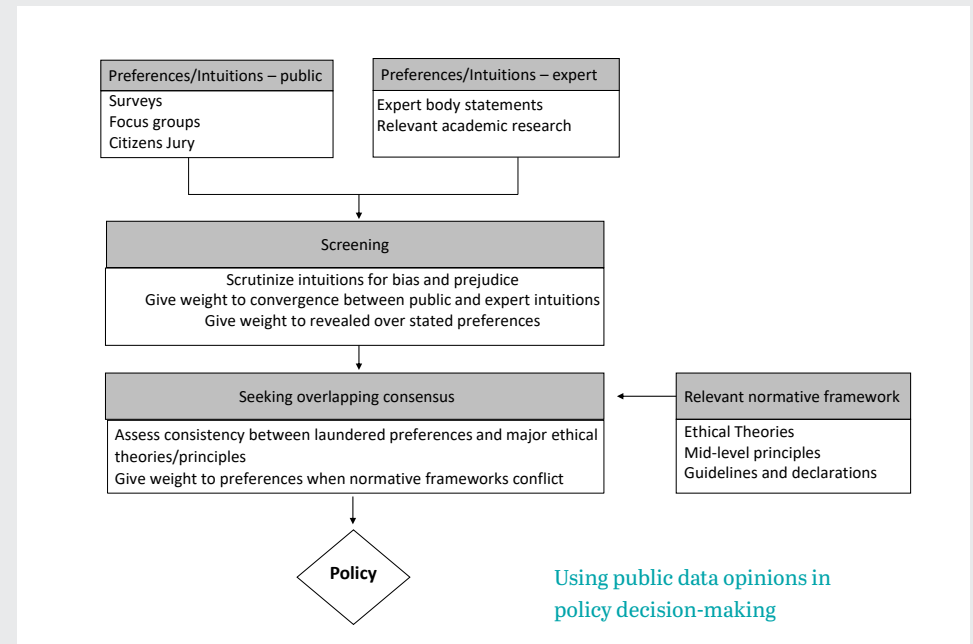 Preferences/Intuitions – public
Surveys
Focus groups
Citizens Jury
Preferences/Intuitions – expert
Expert body statements
Relevant academic research
Screening
Scrutinize intuitions for bias and prejudice
Give weight to convergence between public and expert intuitions
Give weight to revealed over stated preferences
Seeking overlapping consensus
Assess consistency between laundered preferences and major ethical
theories/principles
Give weight to preferences when normative frameworks conflict
Relevant normative framework
Ethical Theories
Mid-level principles
Guidelines and declarations
Policy
Using public data opinions in
policy decision-making